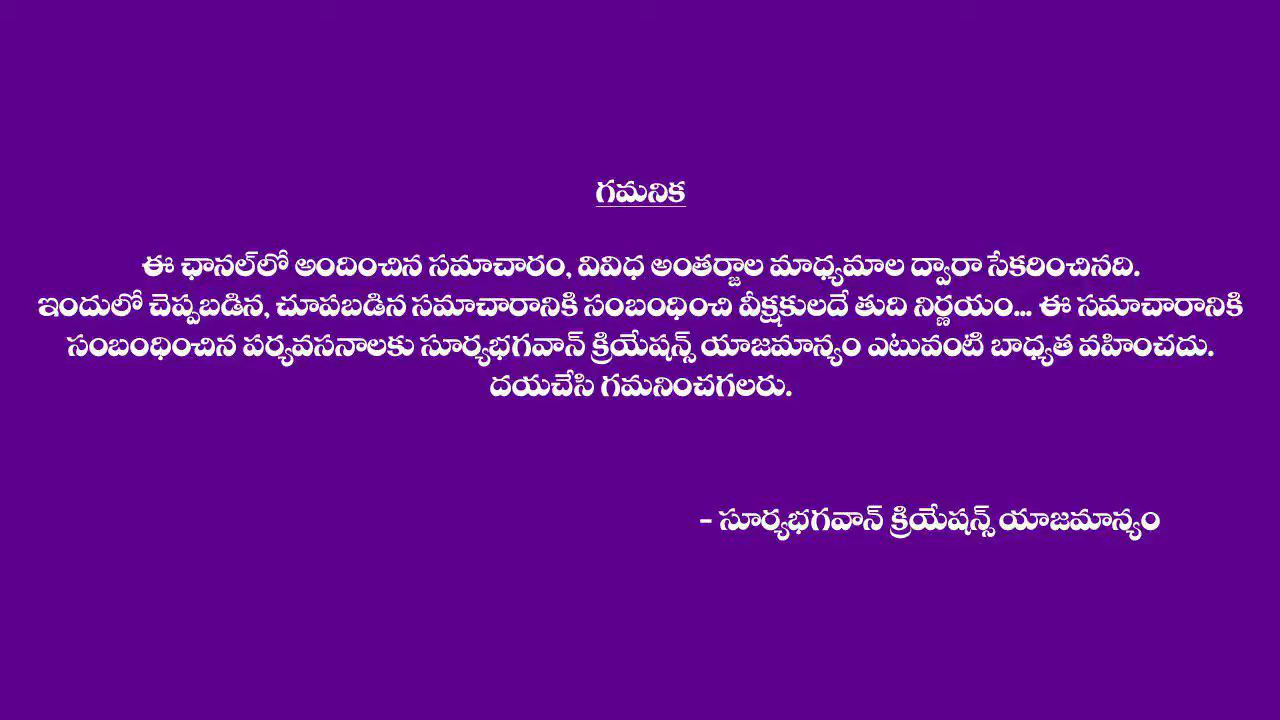 గమనిక
ఈ ఛానల్‌లో అందించిన సమాచారం, వివిధ అంతర్జాల మాధ్యమాల ద్వారా సేకరించినది.
ఇందులో చెప్పబడిన, చూపబడిన సమాచారానికి సంబంధించి వీక్షకులదే తుది నిర్ణయం... ఈ సమాచారానికి
సంబంధించిన పర్యవసనాలకు సూర్యభగవాన్ క్రియేషన్స్ యాజమాన్యం ఎటువంటి బాధ్యత వహించదు.
దయచేసి గమనించగలరు.
- సూర్యభగవాన్ క్రియేషన్స్ యాజమాన్యం